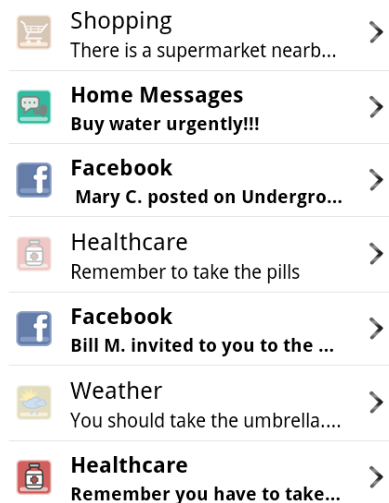 Shopping
There is a supermarket nearb...
Home Messages
Buy water urgently!!!
Facebook
Mary C. posted on Undergro...
Healthcare
Remember to take the pills
Facebook
Bill M. invited to you to the ...
Weather
You should take the umbrella....
Healthcare
Remember you have to take...